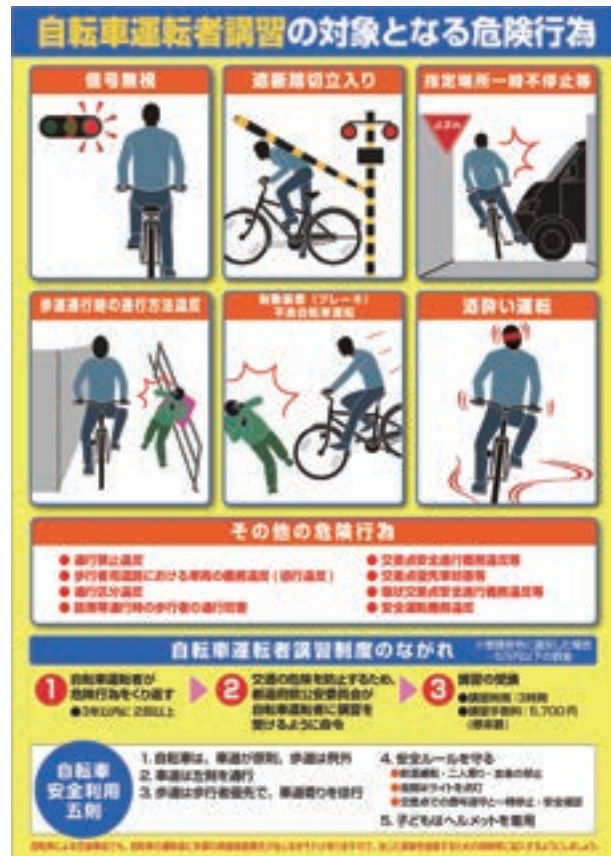 自転車運転者講習の対象となる危険行為
信号無視
遮断踏切立入り
指定場所一時不停止等
止まれ
歩道通行時の通行方法違反
制動装置(ブレーキ)
不良自転車運転
酒酔い運転
その他の危険行為
● 通行禁止違反
● 歩行者用道路における車両の義務違反(徐行違反)
● 通行区分違反
● 路側帯通行時の歩行者の通行妨害
● 交差点安全進行義務違反等
● 交差点優先車妨害等
● 環状交差点安全進行義務違反等
● 安全運転義務違反
自転車運転者講習制度のながれ
5万円以下の罰金
1 自転車運転者が
危険行為をくり返す
●3年以内に2回以上
2 交通の危険を防止するため、
都道府県公安委員会が
自転車運転者に講習を
受けるように命令
3 講習の受講
●講習時間:3時間
●講習手数料:5,700円
(標準額)
自転車
安全利用
五則
1. 自転車は、車道が原則、歩道は例外
2. 車道は左側を通行
3. 歩道は歩行者優先で、車道寄りを徐行
4. 安全ルールを守る
●飲酒運転・二人乗り・並進の禁止
●夜間はライトを点灯
●交差点での信号遵守と一時停止・安全確認
5. 子どもはヘルメットを着用